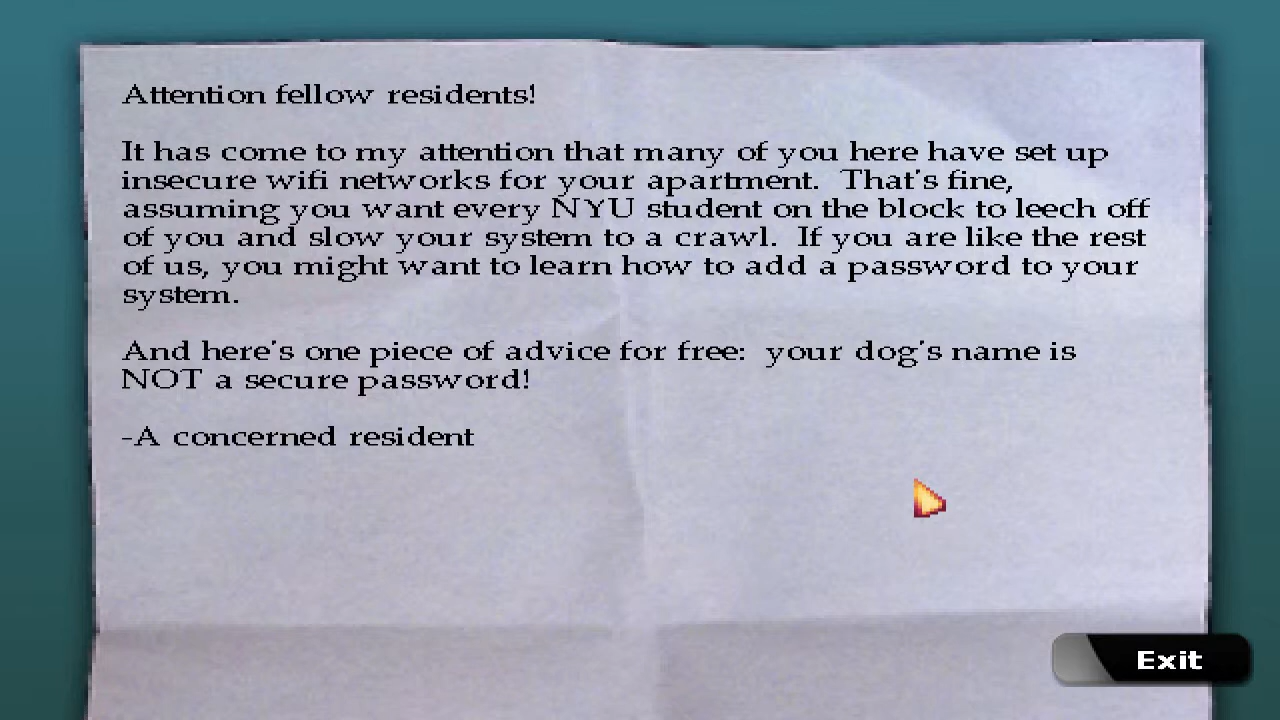 Attention fellow residents!
It has come to my attention that many of you here have set up
insecure wifi networks for your apartment.  That's fine,
assuming you want every NYU student on the block to leech off
of you and slow your system to a crawl.  If you are like the rest
of us, you might want to learn how to add a password to your
system.
And here's one piece of advice for free:  your dog's name is
NOT a secure password!
-A concerned resident
Exit